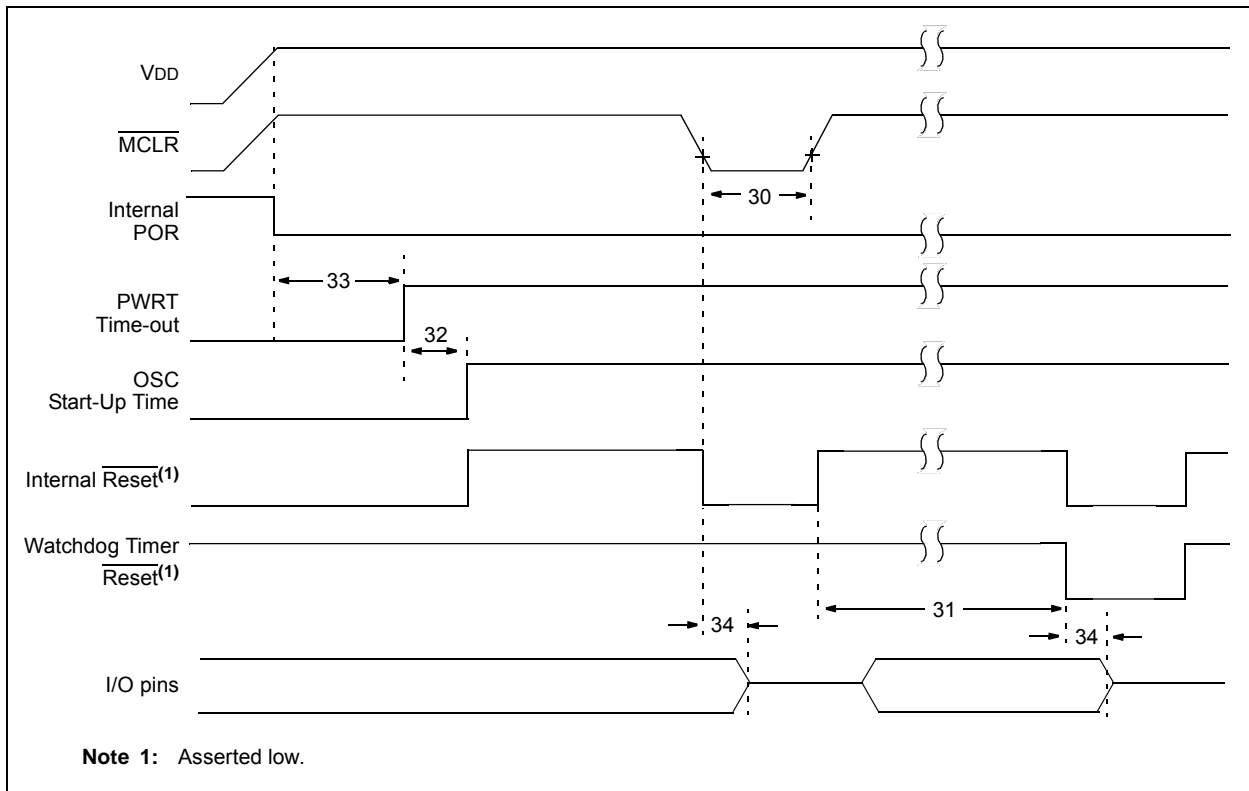 VDD
MCLR
30
Internal
POR
33
PWRT
Time-out
32
OSC
Start-Up Time
Internal Reset(1)
Watchdog Timer
Reset(1)
31
34
34
I/O pins
Note 1: Asserted low.